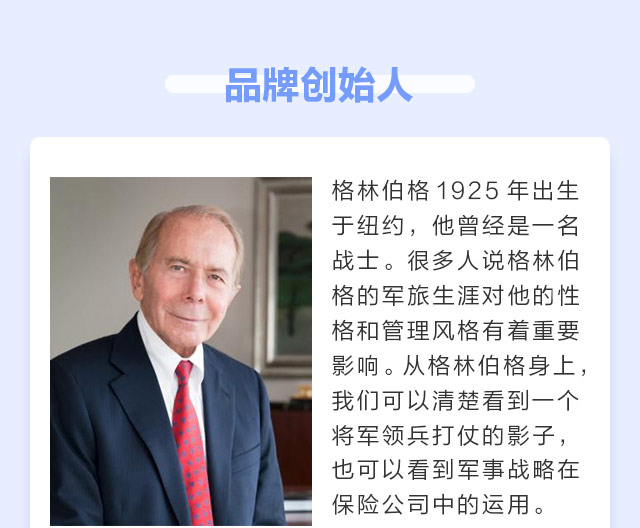 品牌创始人
格林伯格1925年出生
于纽约，他曾经是一名
战士。很多人说格林伯
格的军旅生涯对他的性
格和管理风格有着重要
影响。从格林伯格身上，
我们可以清楚看到一个
将军领兵打仗的影子，
也可以看到军事战略在
保险公司中的运用。